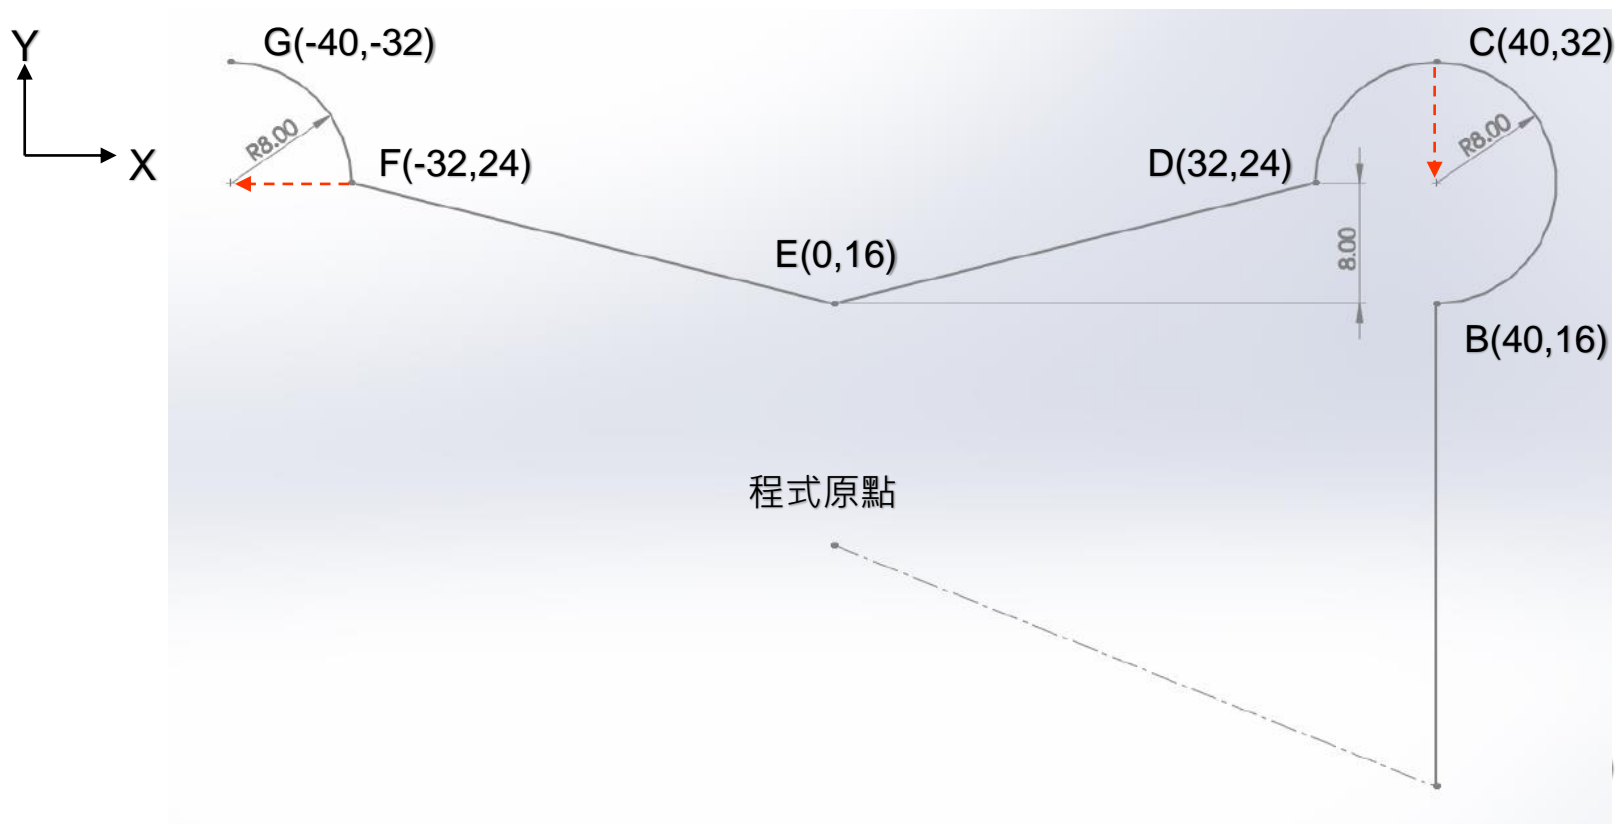 Y
G(-40,-32)
C(40,32)
R8.00
R8.00
X
F(-32,24)
D(32,24)
E(0,16)
8.00
B(40,16)
程式原點